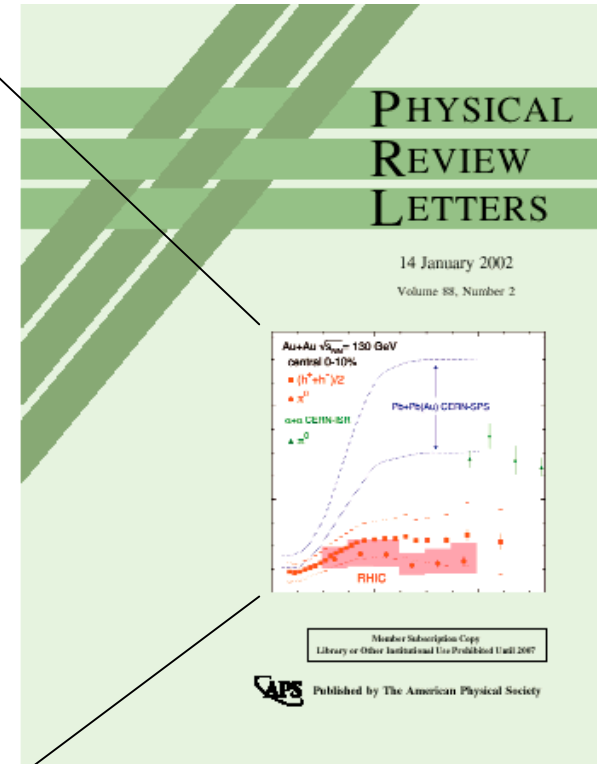 PHYSICAL
REVIEW
LETTERS
14 January 2002
Volume 88, Number 2
Au+Au √sNN = 130 GeV
central 0-10%
(h⁺+h⁻)/2
π⁰
α+α CERN-ISR
π⁰
Pb+Pb(Au) CERN-SPS
RHIC
Member Subscription Copy
Library or Other Institutional Use Prohibited Until 2007
APS Published by The American Physical Society